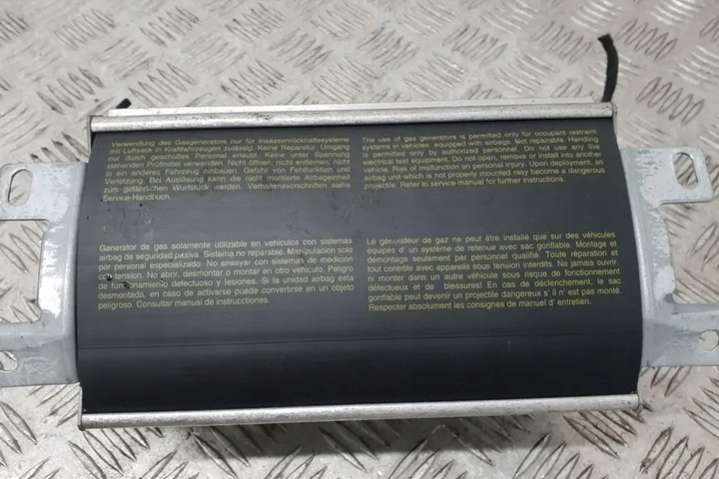 Verwendung des Gasgenerators nur für Insassenrückhaltesysteme
mit Luftsack in Kraftfahrzeugen zulässig. Keine Reparatur. Umgang
nur durch geschultes Personal erlaubt. Keine unter Spannung
stehenden Prüfmittel verwenden. Nicht öffnen, nicht entfernen, nicht
in ein anderes Fahrzeug einbauen. Gefahr von Fehlfunktion und
Verletzung. Bei Auslösung kann die nicht montierte Airbageinheit
zum gefährlichen Wurfstück werden. Verhaltensvorschriften siehe
Service-Handbuch.
The use of gas generators is permitted only for occupant restraint
systems in vehicles, equipped with airbags. Not repairable. Handling
is permitted only by authorized personnel. Do not use any live
electrical test equipment. Do not open, remove or install into another
vehicle. Risk of malfunction an personal injury. Upon deployment, an
airbag unit which is not properly mounted may become a dangerous
projectile. Refer to service-manual for further instructions.
Generador de gas solamente utilizable en vehículos con sistemas
airbag de seguridad pasiva. Sistema no reparable. Manipulación solo
por personal especializado. No ensayar con sistemas de medición
con tensión. No abrir, desmontar o montar en otro vehículo. Peligro
de funcionamiento defectuoso y lesiones. Si la unidad airbag esta
desmontada, en caso de activarse puede convertirse en un objeto
peligroso. Consultar manual de instrucciones.
Le générateur de gaz ne peut être installé que sur des véhicules
équipés d' un système de retenue avec sac gonflable. Montage et
démontage seulement par personnel qualifié. Toute réparation et
tout contrôle avec appareils sous tension interdits. Ne jamais ouvrir,
ni monter dans un autre véhicule sous risque de fonctionnement
défectueux et de blessures! En cas de déclenchement, le sac
gonflable peut devenir un projectile dangereux s' il n' est pas monté.
Respecter absolument les consignes de manuel d' entretien.